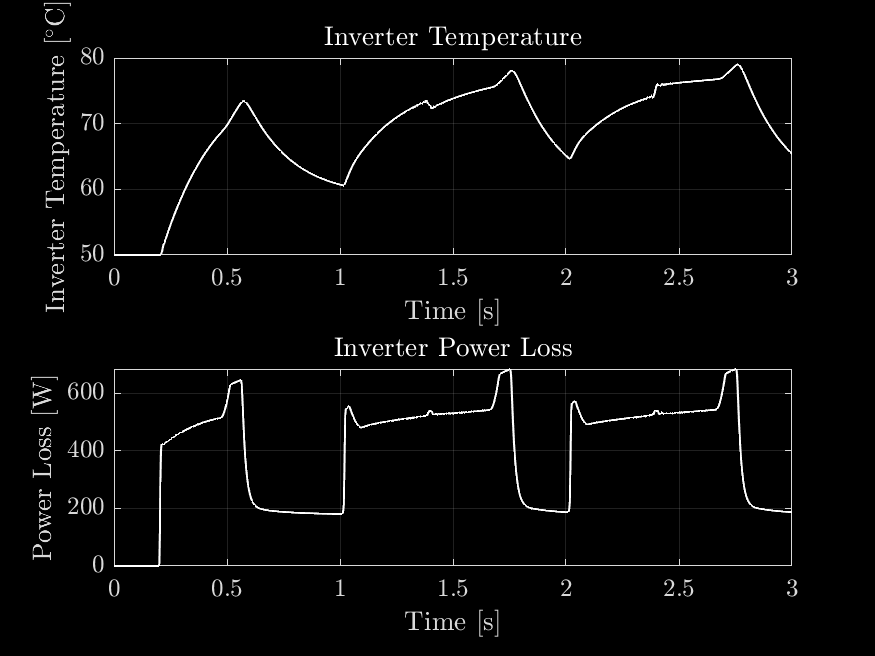 Inverter Temperature
Inverter Temperature [°C]
80
70
60
50
0 0.5 1 1.5 2 2.5 3
Time [s]
Inverter Power Loss
Power Loss [W]
600
400
200
0
0 0.5 1 1.5 2 2.5 3
Time [s]